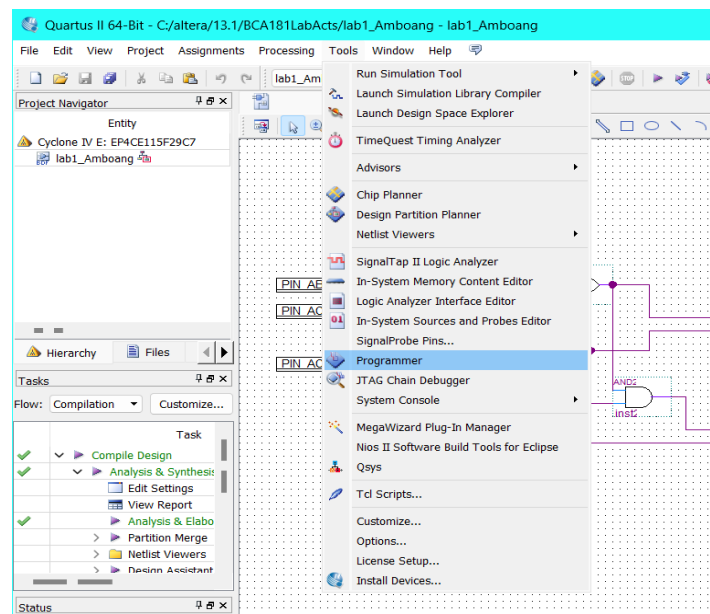 Quartus II 64-Bit - C:/altera/13.1/BCA181LabActs/lab1_Amboang - lab1_Amboang
File Edit View Project Assignments Processing Tools Window Help
lab1_Am
Project Navigator
Entity
Cyclone IV E: EP4CE115F29C7
lab1_Amboang
Hierarchy Files
Tasks
Flow: Compilation Customize...
Task
Compile Design
Analysis & Synthesis
Edit Settings
View Report
Analysis & Elabo
Partition Merge
Netlist Viewers
Design Assistant
Status
Run Simulation Tool
Launch Simulation Library Compiler
Launch Design Space Explorer
TimeQuest Timing Analyzer
Advisors
Chip Planner
Design Partition Planner
Netlist Viewers
SignalTap II Logic Analyzer
In-System Memory Content Editor
Logic Analyzer Interface Editor
In-System Sources and Probes Editor
SignalProbe Pins...
Programmer
JTAG Chain Debugger
System Console
MegaWizard Plug-In Manager
Nios II Software Build Tools for Eclipse
Qsys
Tcl Scripts...
Customize...
Options...
License Setup...
Install Devices...
PIN_AE
PIN_AC
PIN_AC
AND2
inst2